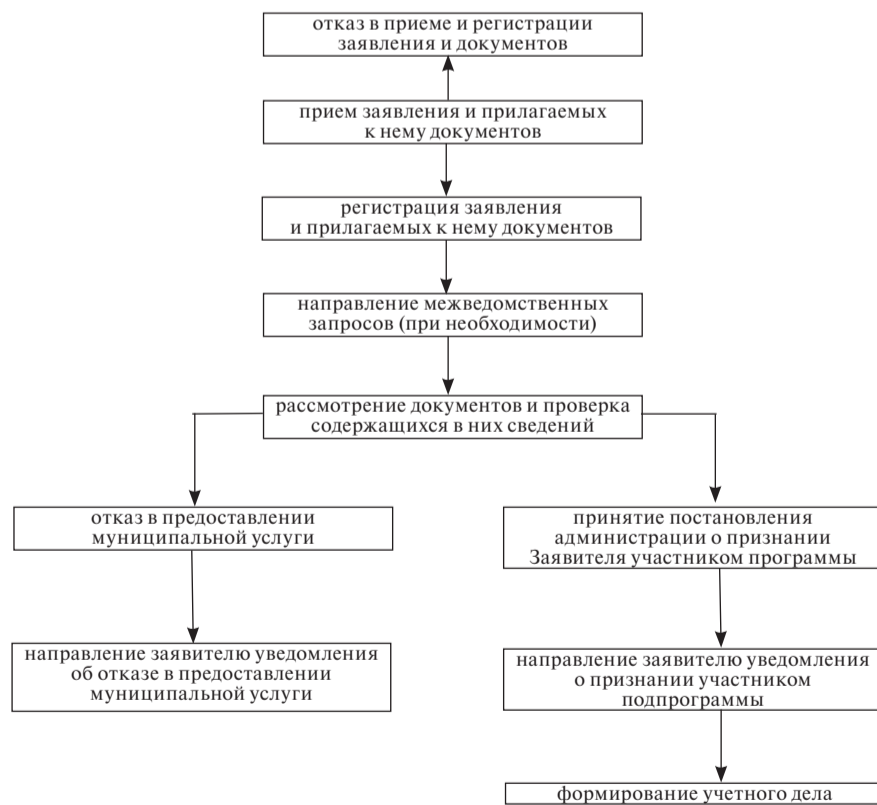 отказ в приеме и регистрации
заявления и документов
прием заявления и прилагаемых
к нему документов
регистрация заявления
и прилагаемых к нему документов
направление межведомственных
запросов (при необходимости)
рассмотрение документов и проверка
содержащихся в них сведений
отказ в предоставлении
муниципальной услуги
принятие постановления
администрации о признании
Заявителя участником программы
направление заявителю уведомления
об отказе в предоставлении
муниципальной услуги
направление заявителю уведомления
о признании участником
подпрограммы
формирование учетного дела